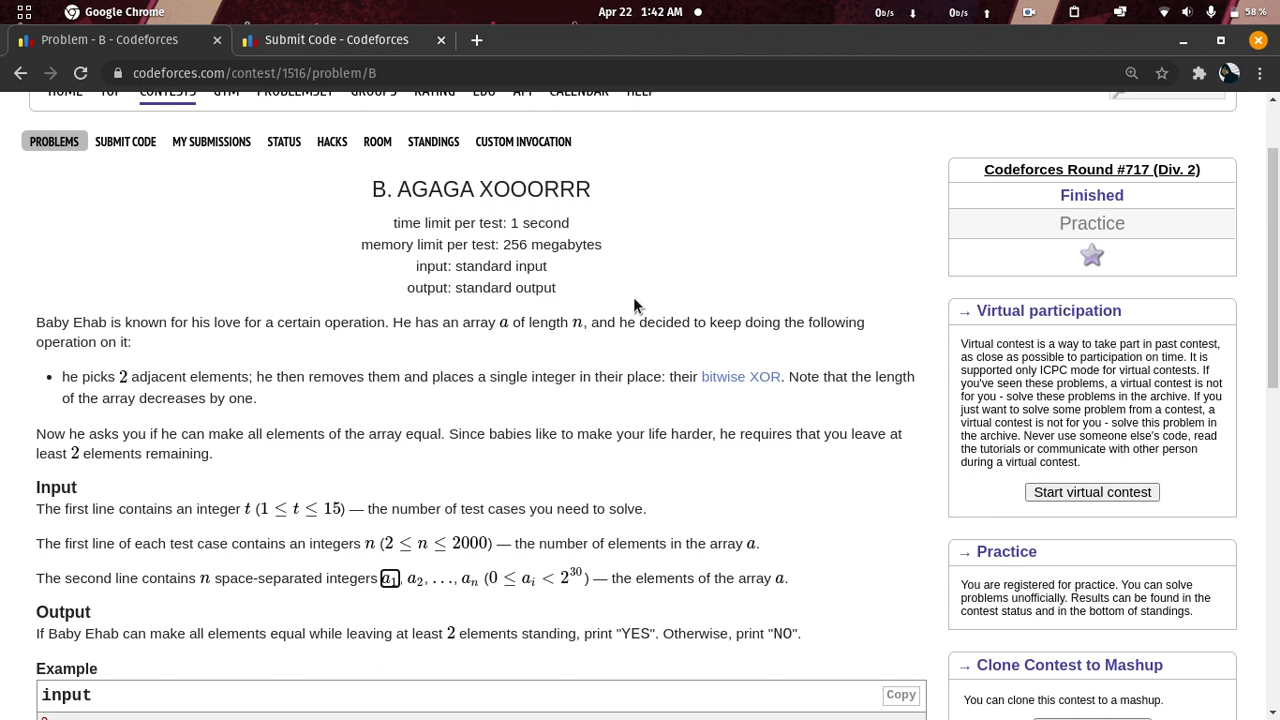 Google Chrome
Apr 22 1:42 AM
0b/s 0b/s 58 %
Problem - B - Codeforces
Submit Code - Codeforces
codeforces.com/contest/1516/problem/B
HOME TOP CONTESTS GYM PROBLEMSET GROUPS RATING EDU API CALENDAR HELP
PROBLEMS SUBMIT CODE MY SUBMISSIONS STATUS HACKS ROOM STANDINGS CUSTOM INVOCATION
B. AGAGA XOOORRR
time limit per test: 1 second
memory limit per test: 256 megabytes
input: standard input
output: standard output
Baby Ehab is known for his love for a certain operation. He has an array a of length n, and he decided to keep doing the following
operation on it:
• he picks 2 adjacent elements; he then removes them and places a single integer in their place: their bitwise XOR. Note that the length
of the array decreases by one.
Now he asks you if he can make all elements of the array equal. Since babies like to make your life harder, he requires that you leave at
least 2 elements remaining.
Input
The first line contains an integer t (1 ≤ t ≤ 15) — the number of test cases you need to solve.
The first line of each test case contains an integers n (2 ≤ n ≤ 2000) — the number of elements in the array a.
The second line contains n space-separated integers a₁, a₂, …, aₙ (0 ≤ aᵢ < 2³⁰) — the elements of the array a.
Output
If Baby Ehab can make all elements equal while leaving at least 2 elements standing, print "YES". Otherwise, print "NO".
Example
input
Copy
Codeforces Round #717 (Div. 2)
Finished
Practice
→ Virtual participation
Virtual contest is a way to take part in past contest,
as close as possible to participation on time. It is
supported only ICPC mode for virtual contests. If
you've seen these problems, a virtual contest is not
for you - solve these problems in the archive. If you
just want to solve some problem from a contest, a
virtual contest is not for you - solve this problem in
the archive. Never use someone else's code, read
the tutorials or communicate with other person
during a virtual contest.
Start virtual contest
→ Practice
You are registered for practice. You can solve
problems unofficially. Results can be found in the
contest status and in the bottom of standings.
→ Clone Contest to Mashup
You can clone this contest to a mashup.